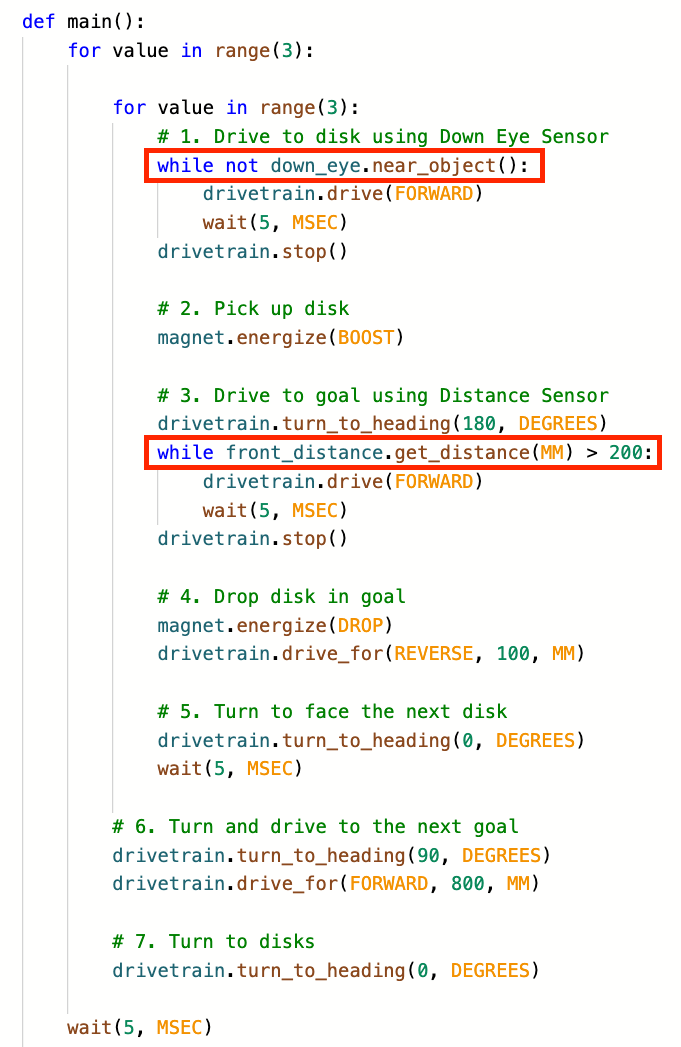 def main():
    for value in range(3):
        for value in range(3):
            # 1. Drive to disk using Down Eye Sensor
            while not down_eye.near_object():
                drivetrain.drive(FORWARD)
                wait(5, MSEC)
            drivetrain.stop()
            # 2. Pick up disk
            magnet.energize(BOOST)
            # 3. Drive to goal using Distance Sensor
            drivetrain.turn_to_heading(180, DEGREES)
            while front_distance.get_distance(MM) > 200:
                drivetrain.drive(FORWARD)
                wait(5, MSEC)
            drivetrain.stop()
            # 4. Drop disk in goal
            magnet.energize(DROP)
            drivetrain.drive_for(REVERSE, 100, MM)
            # 5. Turn to face the next disk
            drivetrain.turn_to_heading(0, DEGREES)
            wait(5, MSEC)
        # 6. Turn and drive to the next goal
        drivetrain.turn_to_heading(90, DEGREES)
        drivetrain.drive_for(FORWARD, 800, MM)
        # 7. Turn to disks
        drivetrain.turn_to_heading(0, DEGREES)
    wait(5, MSEC)